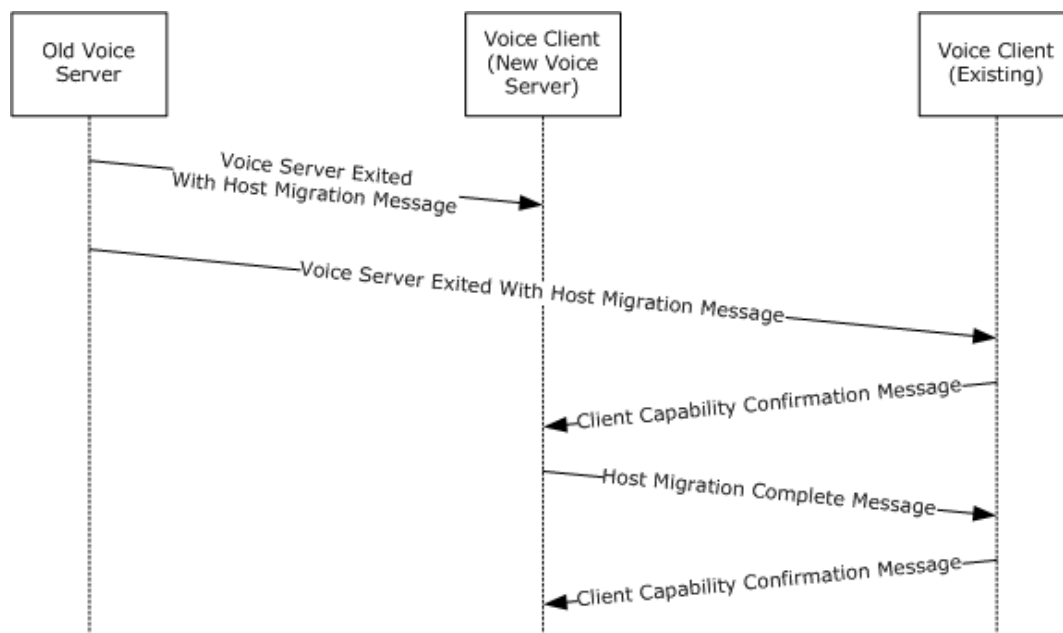 Old Voice
Server
Voice Client
(New Voice
Server)
Voice Client
(Existing)
Voice Server Exited
With Host Migration Message
Voice Server Exited With Host Migration Message
Client Capability Confirmation Message
Host Migration Complete Message
Client Capability Confirmation Message